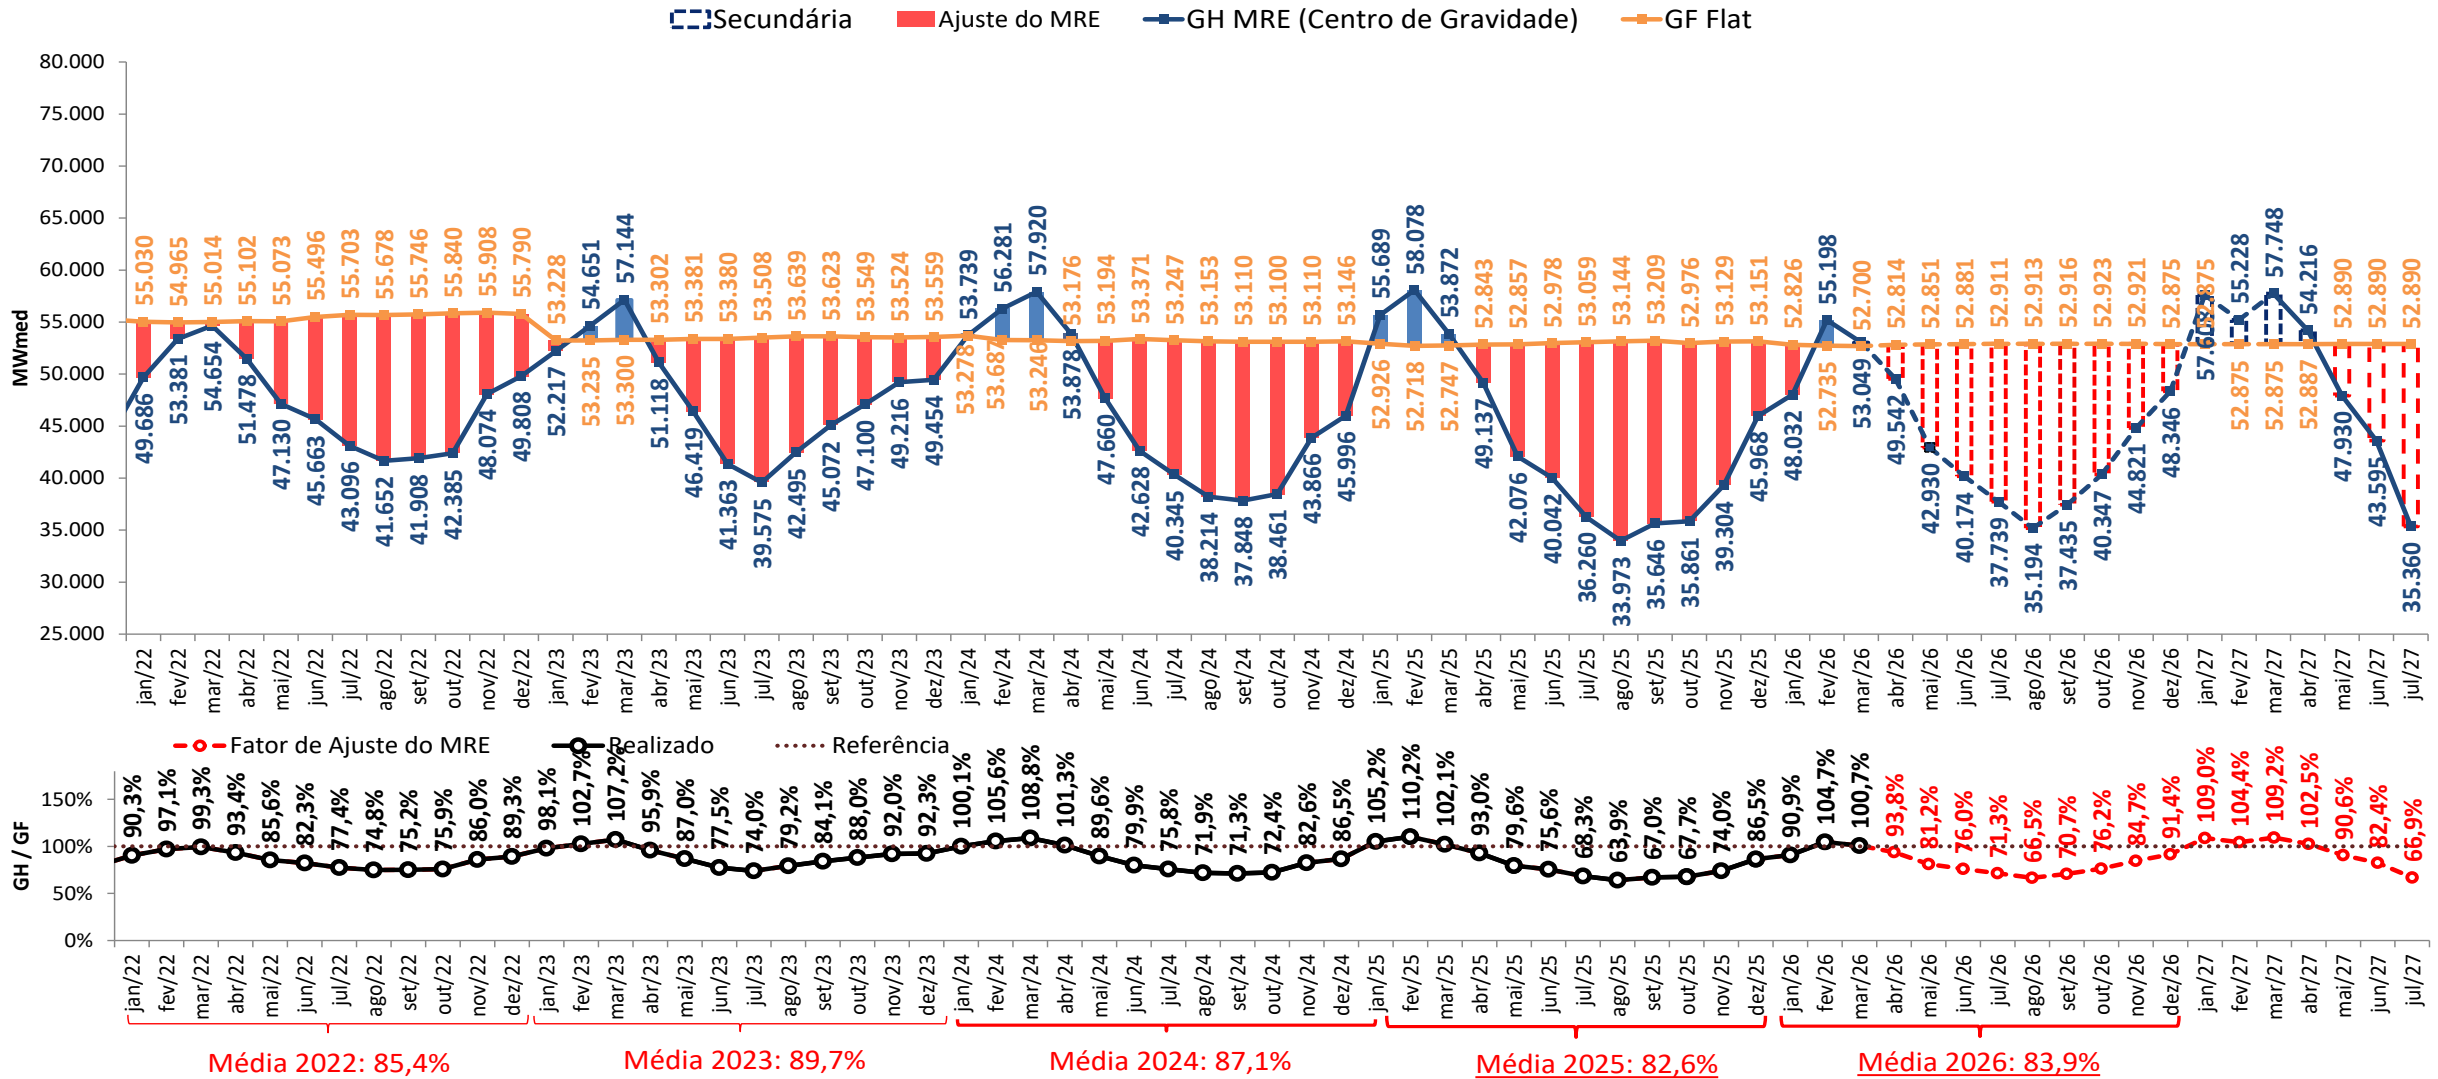 Secundária Ajuste do MRE GH MRE (Centro de Gravidade) GF Flat
MWmed
80.000
75.000
70.000
65.000
60.000
55.000
50.000
45.000
40.000
35.000
30.000
25.000
55.030 54.965 55.014 55.102 55.073 55.496 55.703 55.678 55.746 55.840 55.908 55.790 53.228 54.651 57.144 53.302 53.381 53.380 53.508 53.639 53.623 53.549 53.524 53.559 53.739 56.281 57.920 53.176 53.194 53.371 53.247 53.153 53.110 53.100 53.110 53.146 55.689 58.078 53.872 52.843 52.857 52.978 53.059 53.144 53.209 52.976 53.129 53.151 52.826 55.198 52.700 52.814 52.851 52.881 52.911 52.913 52.916 52.923 52.921 52.875 52.875 55.228 57.748 54.216 52.890 52.890 52.890
49.686 53.381 54.654 51.478 47.130 45.663 43.096 41.652 41.908 42.385 48.074 49.808 52.217 53.235 53.300 51.118 46.419 41.363 39.575 42.495 45.072 47.100 49.216 49.454 53.278 53.687 53.246 53.878 47.660 42.628 40.345 38.214 37.848 38.461 43.866 45.996 52.926 52.718 52.747 49.137 42.076 40.042 36.260 33.973 35.646 35.861 39.304 45.968 48.032 52.735 53.049 49.542 42.930 40.174 37.739 35.194 37.435 40.347 44.821 48.346 57.608 52.875 52.875 52.887 47.930 43.595 35.360
jan/22 fev/22 mar/22 abr/22 mai/22 jun/22 jul/22 ago/22 set/22 out/22 nov/22 dez/22 jan/23 fev/23 mar/23 abr/23 mai/23 jun/23 jul/23 ago/23 set/23 out/23 nov/23 dez/23 jan/24 fev/24 mar/24 abr/24 mai/24 jun/24 jul/24 ago/24 set/24 out/24 nov/24 dez/24 jan/25 fev/25 mar/25 abr/25 mai/25 jun/25 jul/25 ago/25 set/25 out/25 nov/25 dez/25 jan/26 fev/26 mar/26 abr/26 mai/26 jun/26 jul/26 ago/26 set/26 out/26 nov/26 dez/26 jan/27 fev/27 mar/27 abr/27 mai/27 jun/27 jul/27
Fator de Ajuste do MRE Realizado Referência
GH / GF
150%
100%
50%
0%
90,3% 97,1% 99,3% 93,4% 85,6% 82,3% 77,4% 74,8% 75,2% 75,9% 86,0% 89,3% 98,1% 102,7% 107,2% 95,9% 87,0% 77,5% 74,0% 79,2% 84,1% 88,0% 92,0% 92,3% 100,1% 105,6% 108,8% 101,3% 89,6% 79,9% 75,8% 71,9% 71,3% 72,4% 82,6% 86,5% 105,2% 110,2% 102,1% 93,0% 79,6% 75,6% 68,3% 63,9% 67,0% 67,7% 74,0% 86,5% 90,9% 104,7% 100,7% 93,8% 81,2% 76,0% 71,3% 66,5% 70,7% 76,2% 84,7% 91,4% 109,0% 104,4% 109,2% 102,5% 90,6% 82,4% 66,9%
jan/22 fev/22 mar/22 abr/22 mai/22 jun/22 jul/22 ago/22 set/22 out/22 nov/22 dez/22 jan/23 fev/23 mar/23 abr/23 mai/23 jun/23 jul/23 ago/23 set/23 out/23 nov/23 dez/23 jan/24 fev/24 mar/24 abr/24 mai/24 jun/24 jul/24 ago/24 set/24 out/24 nov/24 dez/24 jan/25 fev/25 mar/25 abr/25 mai/25 jun/25 jul/25 ago/25 set/25 out/25 nov/25 dez/25 jan/26 fev/26 mar/26 abr/26 mai/26 jun/26 jul/26 ago/26 set/26 out/26 nov/26 dez/26 jan/27 fev/27 mar/27 abr/27 mai/27 jun/27 jul/27
Média 2022: 85,4% Média 2023: 89,7% Média 2024: 87,1% Média 2025: 82,6% Média 2026: 83,9%